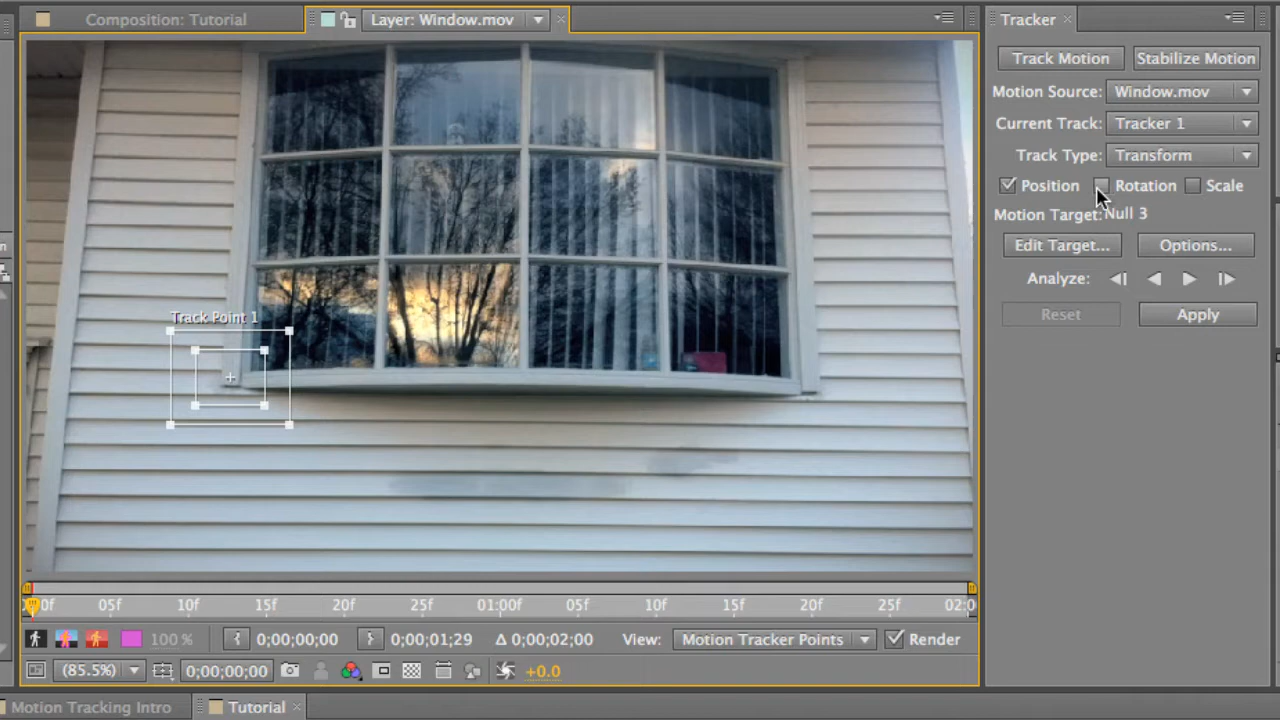 Composition: Tutorial
Layer: Window.mov
Tracker
Track Motion
Stabilize Motion
Motion Source:
Window.mov
Current Track:
Tracker 1
Track Type:
Transform
Position
Rotation
Scale
Motion Target:
Null 3
Edit Target...
Options...
Analyze:
Reset
Apply
Track Point 1
0f 05f 10f 15f 20f 25f 01:00f 05f 10f 15f 20f 25f 02:0
100 %
0;00;00;00
0;00;01;29
Δ 0;00;02;00
View:
Motion Tracker Points
Render
(85.5%)
0;00;00;00
+0.0
Motion Tracking Intro
Tutorial